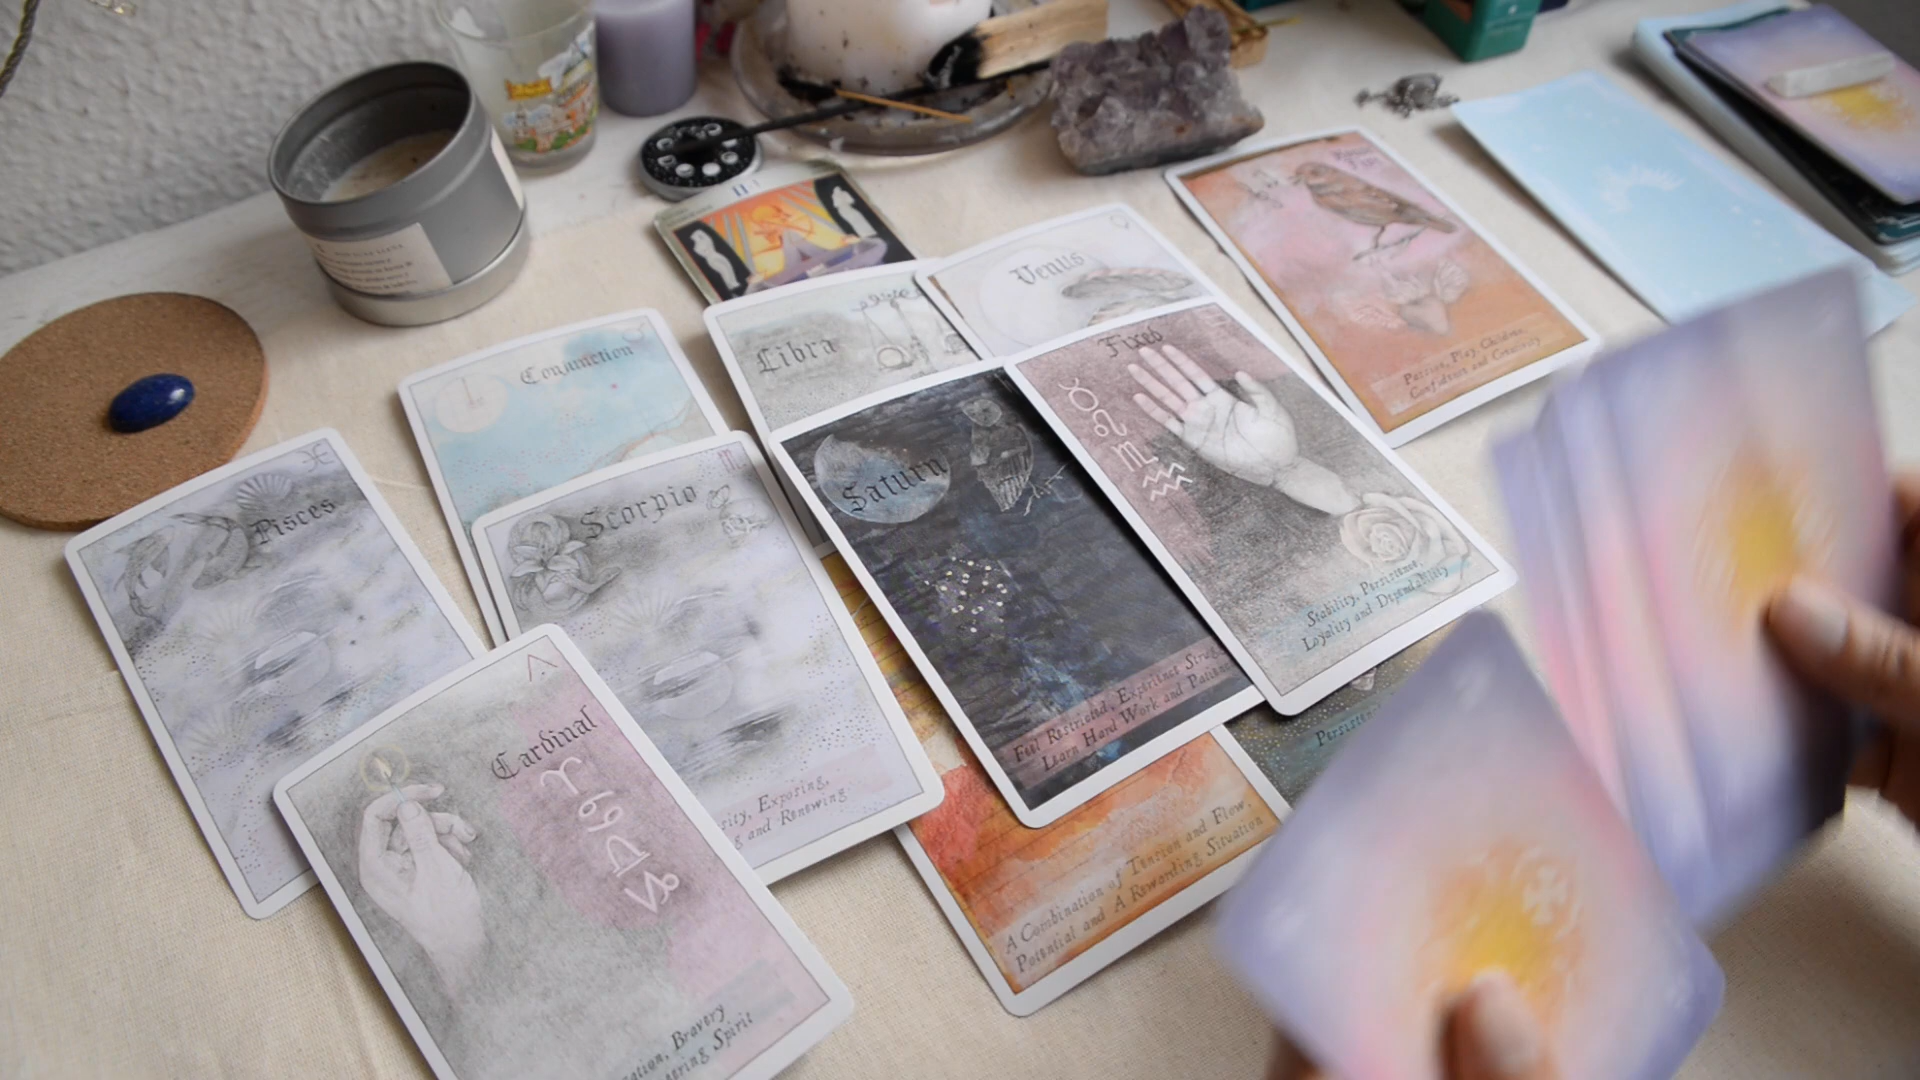 Conjunction
Libra
Venus
Passion, Play, Children,
Confidence and Creativity
Pisces
Scorpio
Exposing,
and Renewing
Saturn
Feel Restricted, Experience
Learn Hard Work and
Fixed
Stability, Persistence,
Loyalty and Dependability
Cardinal
Bravery
Spirit
A Combination of Tension and Flow,
Potential and A Rewarding Situation